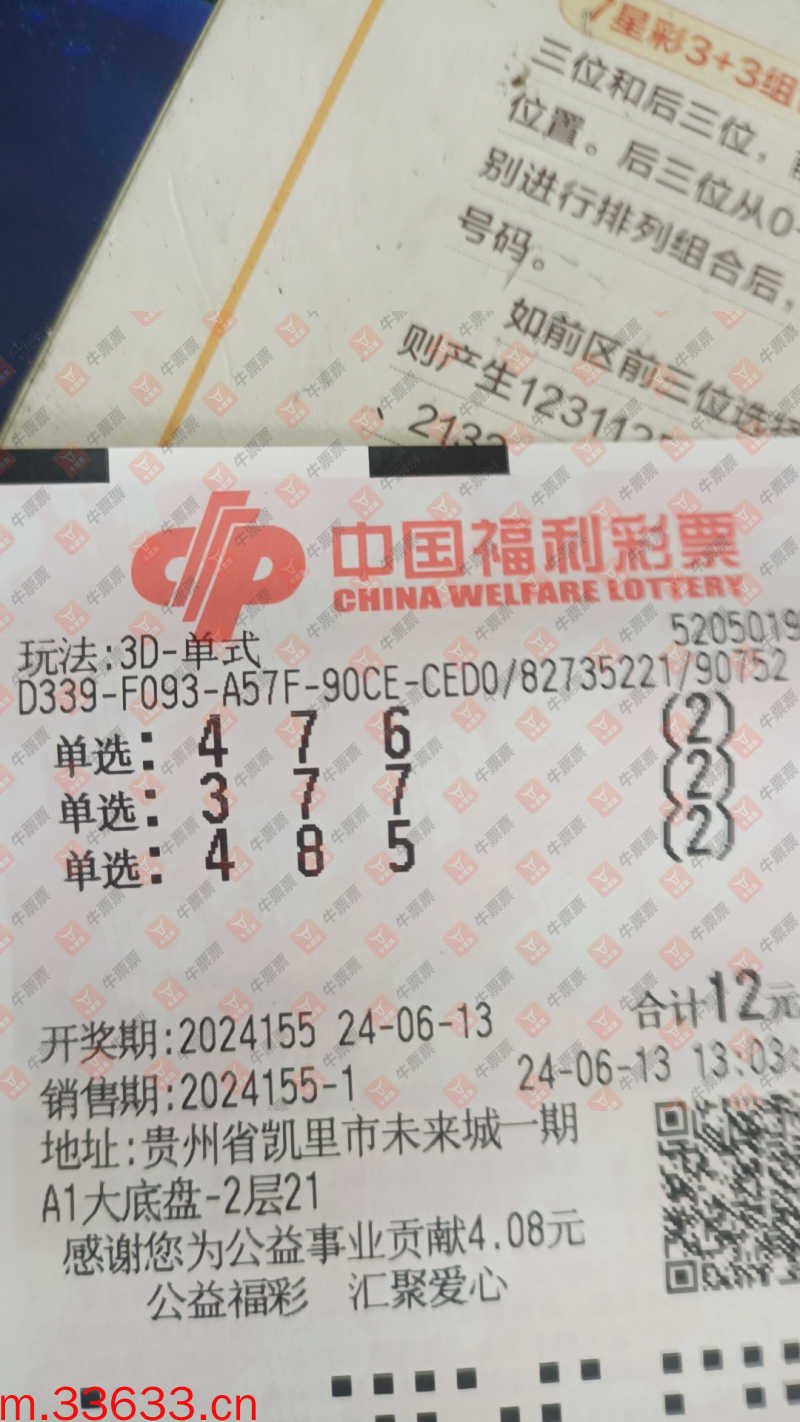 7星彩3+3组
三位和后三位，
位置。后三位从0
别进行排列组合后，
号码。
如前区前三位选择
则产生1231123
、2132
中国福利彩票
CHINA WELFARE LOTTERY
5205019
玩法:3D-单式
D339-F093-A57F-90CE-CED0/82735221/90752
单选: 4 7 6 (2)
单选: 3 7 7 (2)
单选: 4 8 5 (2)
合计12元
开奖期:2024155 24-06-13
销售期:2024155-1 24-06-13 13:03:
地址:贵州省凯里市未来城一期
A1大底盘-2层21
感谢您为公益事业贡献4.08元
公益福彩 汇聚爱心
牛票票
m.33633.cn